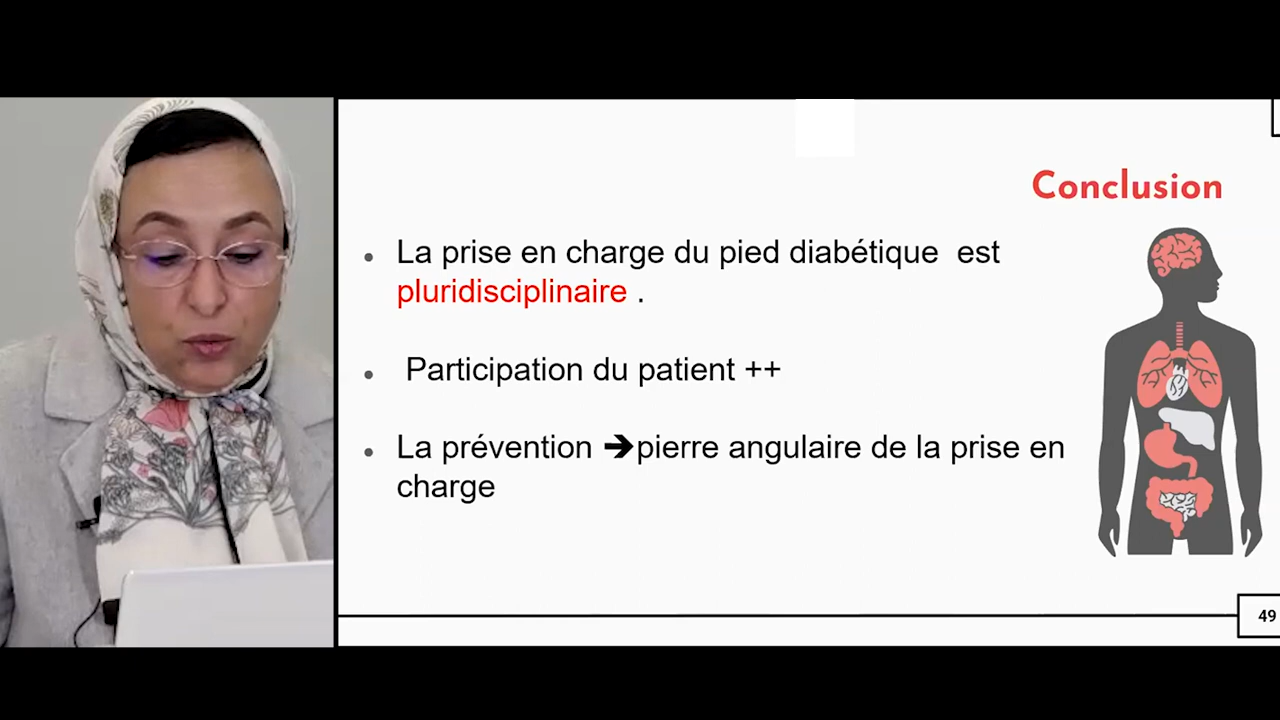 Conclusion
La prise en charge du pied diabétique est
pluridisciplinaire .
Participation du patient ++
La prévention ➔pierre angulaire de la prise en
charge
49